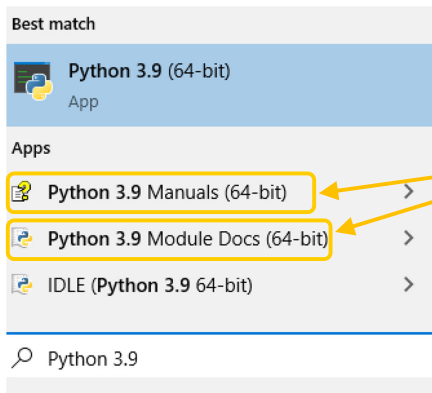 Best match
Python 3.9 (64-bit)
App
Apps
Python 3.9 Manuals (64-bit)
Python 3.9 Module Docs (64-bit)
IDLE (Python 3.9 64-bit)
Python 3.9